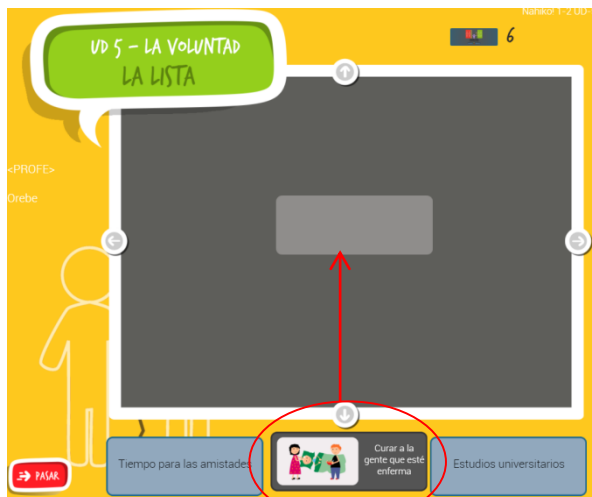 Nahiko! 1-2 UD
UD 5 - LA VOLUNTAD
LA LISTA
6
<PROFE>
Orebe
Tiempo para las amistades
Curar a la
gente que esté
enferma
Estudios universitarios
PASAR